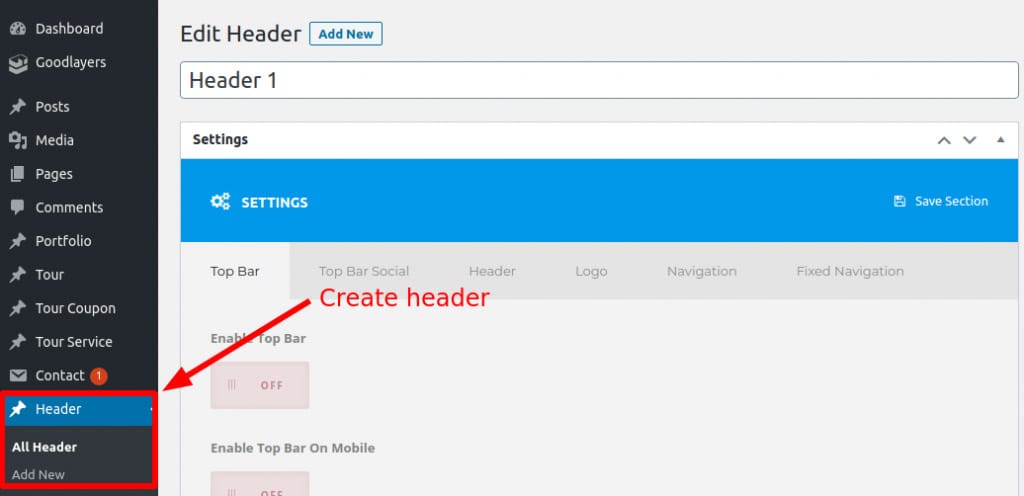 Dashboard
Goodlayers
Posts
Media
Pages
Comments
Portfolio
Tour
Tour Coupon
Tour Service
Contact 1
Header
All Header
Add New
Edit Header Add New
Header 1
Settings
SETTINGS Save Section
Top Bar Top Bar Social Header Logo Navigation Fixed Navigation
Create header
Enable Top Bar
OFF
Enable Top Bar On Mobile
OFF